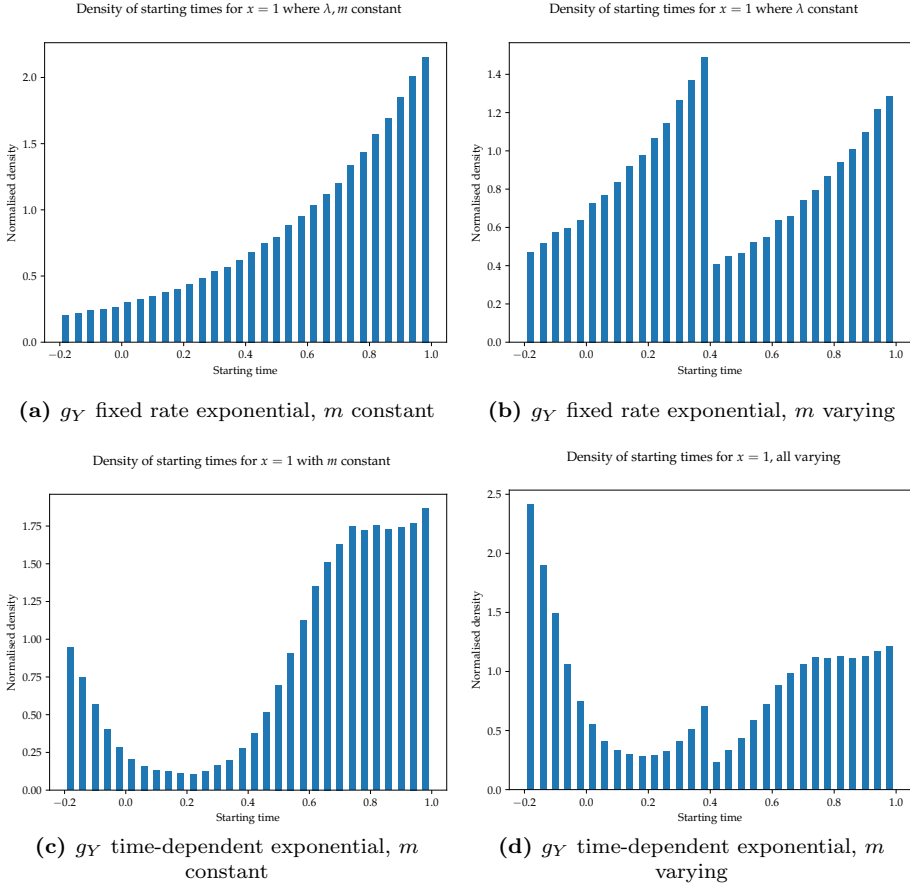 Density of starting times for x = 1 where λ, m constant
Normalised density
2.0
1.5
1.0
0.5
0.0
−0.2 0.0 0.2 0.4 0.6 0.8 1.0
Starting time
(a) g_Y fixed rate exponential, m constant
Density of starting times for x = 1 where λ constant
Normalised density
1.4
1.2
1.0
0.8
0.6
0.4
0.2
0.0
−0.2 0.0 0.2 0.4 0.6 0.8 1.0
Starting time
(b) g_Y fixed rate exponential, m varying
Density of starting times for x = 1 with m constant
Normalised density
1.75
1.50
1.25
1.00
0.75
0.50
0.25
0.00
−0.2 0.0 0.2 0.4 0.6 0.8 1.0
Starting time
(c) g_Y time-dependent exponential, m
constant
Density of starting times for x = 1, all varying
Normalised density
2.5
2.0
1.5
1.0
0.5
0.0
−0.2 0.0 0.2 0.4 0.6 0.8 1.0
Starting time
(d) g_Y time-dependent exponential, m
varying